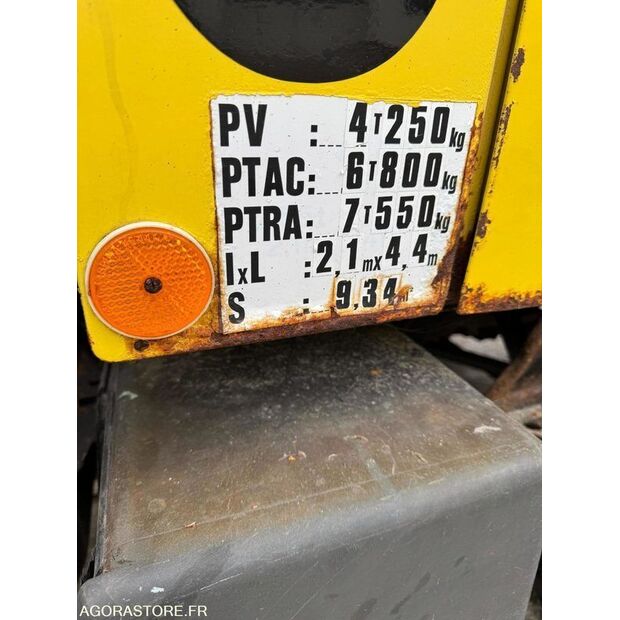 PV :... 4T250kg
PTAC:... 6T800kg
PTRA:... 7T550kg
IxL : 2,1mx4,4m
S : 9,34
AGORASTORE.FR